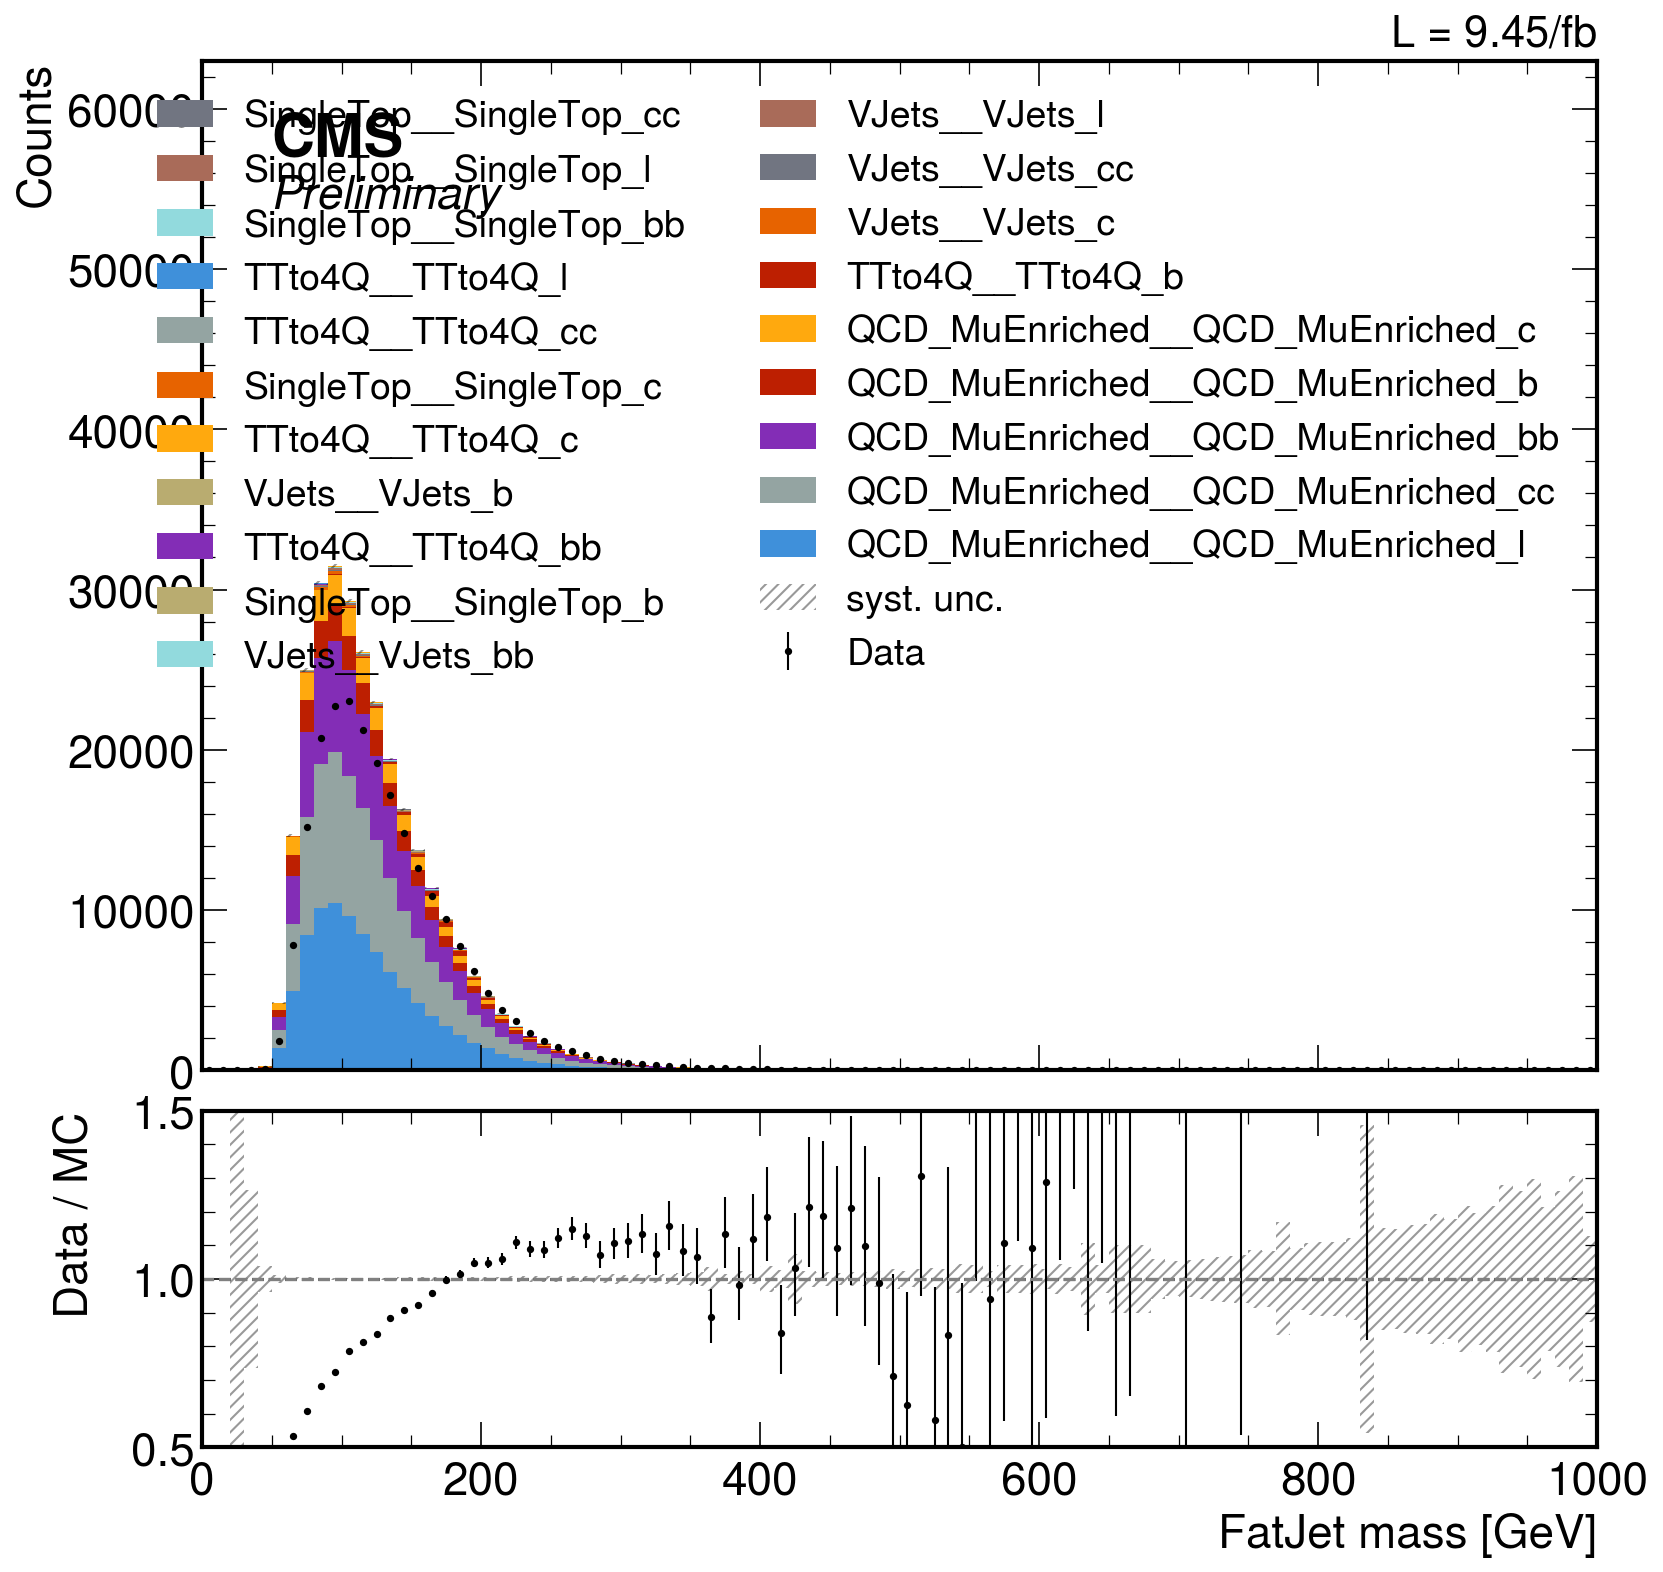 L = 9.45/fb
Counts
60000
50000
40000
30000
20000
10000
0
CMS
Preliminary
SingleTop__SingleTop_cc
SingleTop__SingleTop_l
SingleTop__SingleTop_bb
TTto4Q__TTto4Q_l
TTto4Q__TTto4Q_cc
SingleTop__SingleTop_c
TTto4Q__TTto4Q_c
VJets__VJets_b
TTto4Q__TTto4Q_bb
SingleTop__SingleTop_b
VJets__VJets_bb
VJets__VJets_l
VJets__VJets_cc
VJets__VJets_c
TTto4Q__TTto4Q_b
QCD_MuEnriched__QCD_MuEnriched_c
QCD_MuEnriched__QCD_MuEnriched_b
QCD_MuEnriched__QCD_MuEnriched_bb
QCD_MuEnriched__QCD_MuEnriched_cc
QCD_MuEnriched__QCD_MuEnriched_l
syst. unc.
Data
Data / MC
1.5
1.0
0.5
0 200 400 600 800 1000
FatJet mass [GeV]